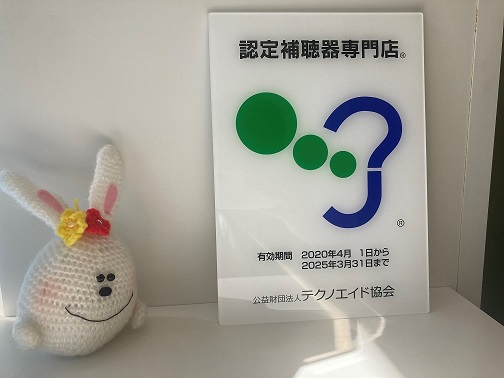 認定補聴器専門店®
®
有効期間 2020年4月 1日から
2025年3月31日まで
公益財団法人テクノエイド協会